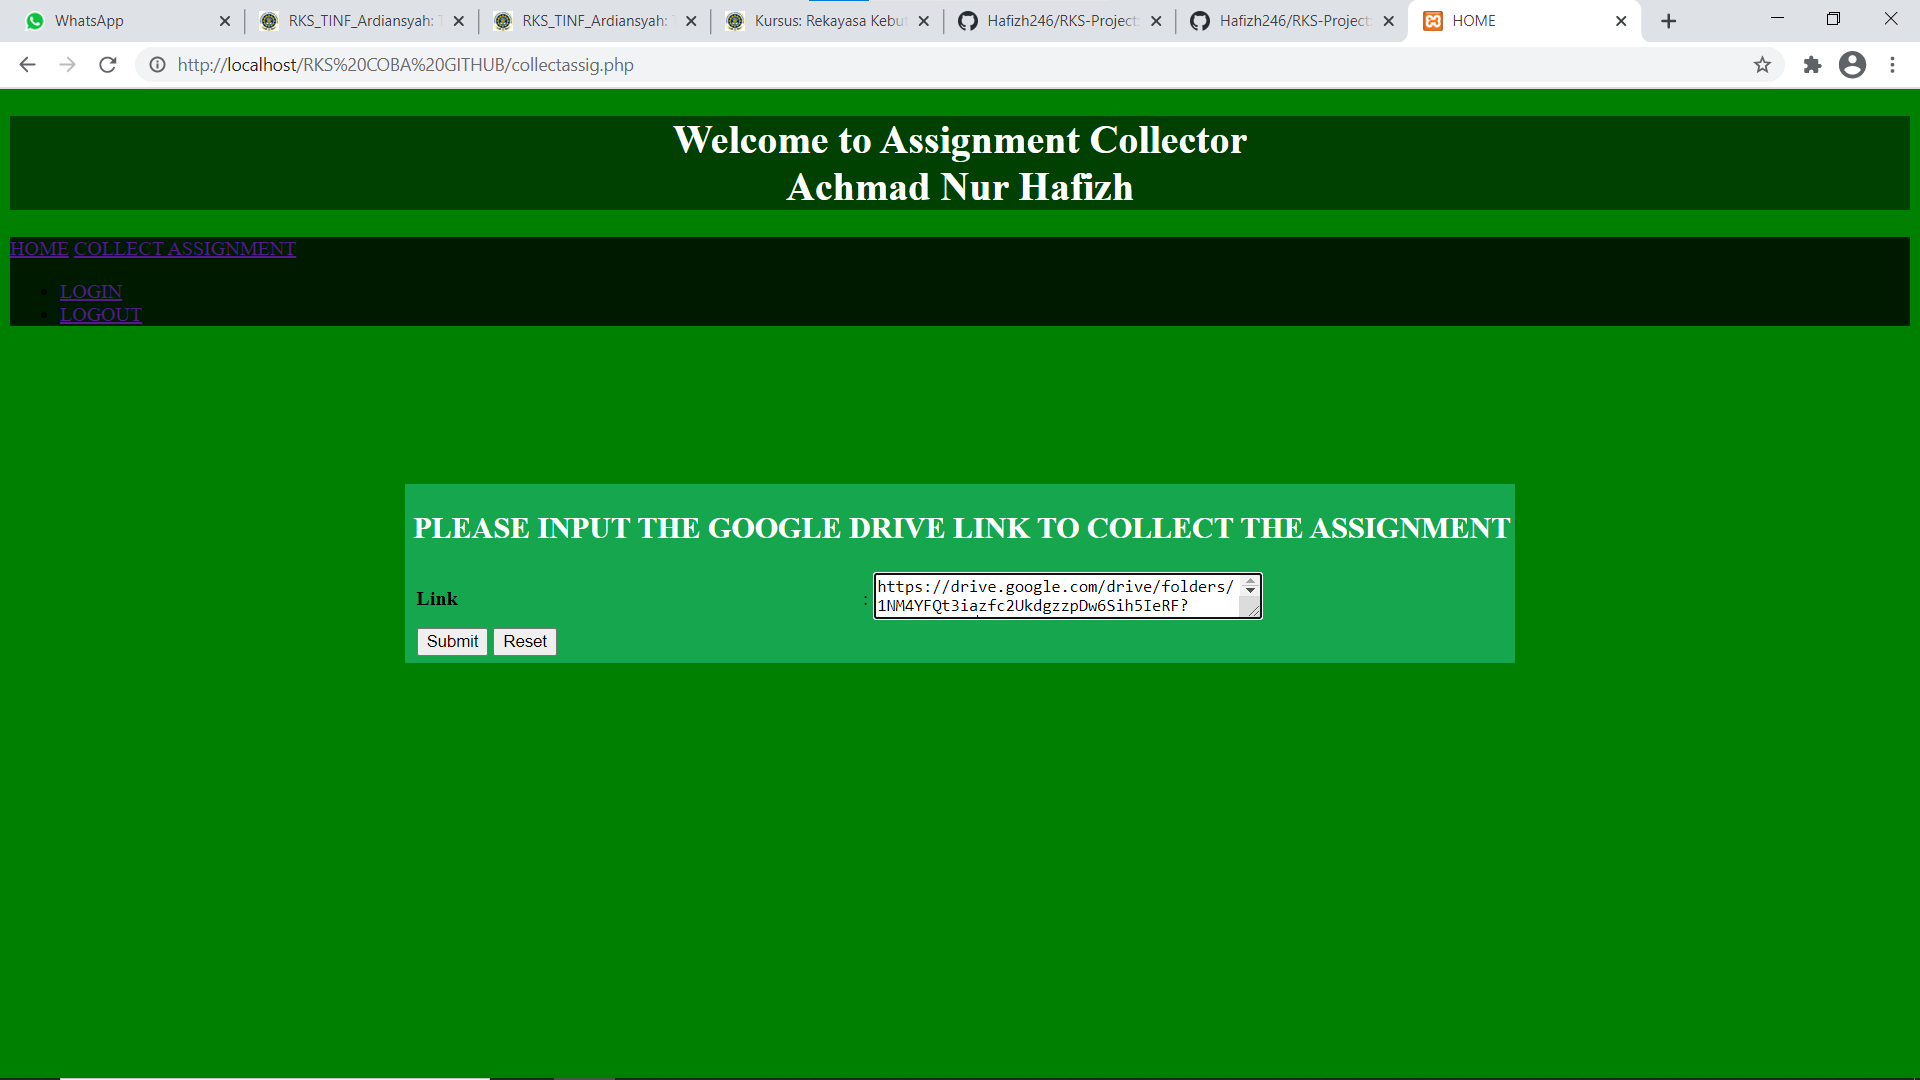 WhatsApp
RKS_TINF_Ardiansyah:
RKS_TINF_Ardiansyah:
Kursus: Rekayasa Kebu
Hafizh246/RKS-Project
Hafizh246/RKS-Project
HOME
http://localhost/RKS%20COBA%20GITHUB/collectassig.php
Welcome to Assignment Collector
Achmad Nur Hafizh
HOME COLLECT ASSIGNMENT
LOGIN
LOGOUT
PLEASE INPUT THE GOOGLE DRIVE LINK TO COLLECT THE ASSIGNMENT
Link : https://drive.google.com/drive/folders/
1NM4YFQt3iazfc2UkdgzzpDw6Sih5IeRF?
Submit Reset